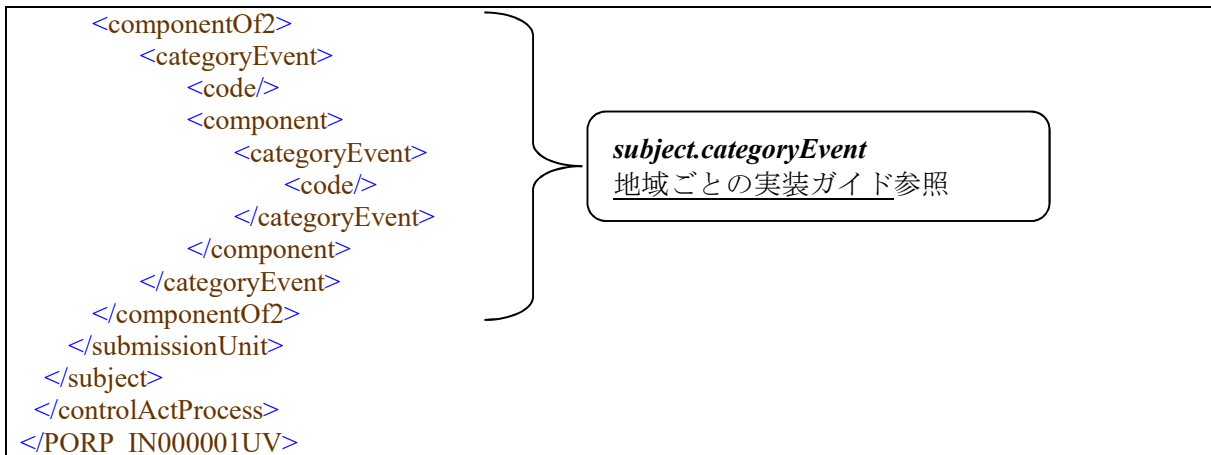 <componentOf2>
<categoryEvent>
<code/>
<component>
<categoryEvent>
<code/>
</categoryEvent>
</component>
</categoryEvent>
</componentOf2>
</submissionUnit>
</subject>
</controlActProcess>
</PORP_IN000001UV>
subject.categoryEvent
地域ごとの実装ガイド参照